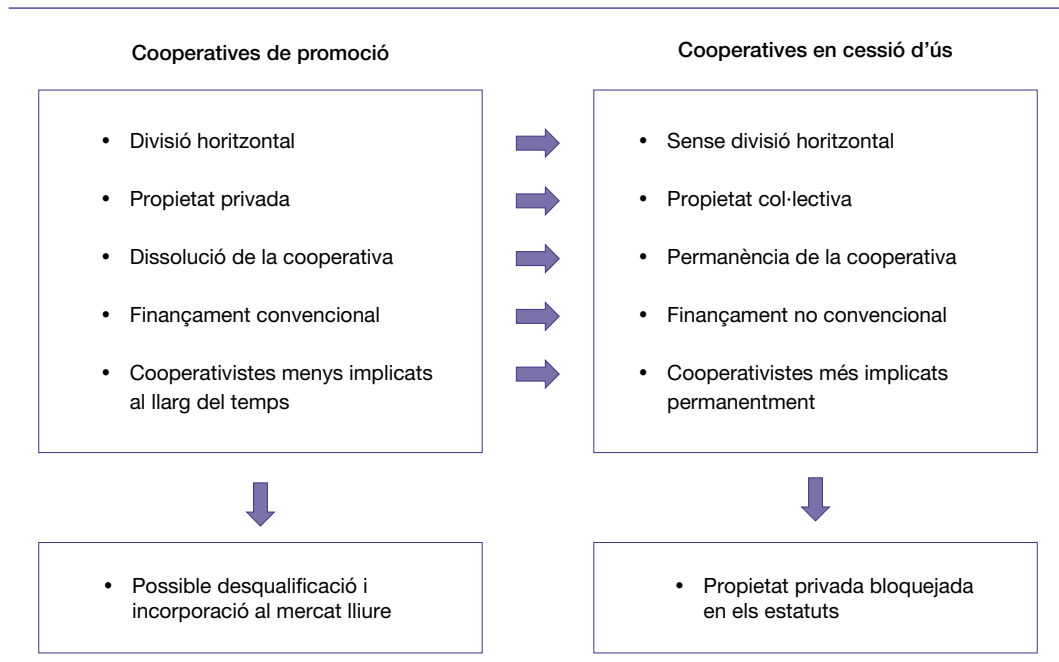 Cooperatives de promoció
• Divisió horitzontal
• Propietat privada
• Dissolució de la cooperativa
• Finançament convencional
• Cooperativistes menys implicats
al llarg del temps
• Possible desqualificació i
incorporació al mercat lliure
Cooperatives en cessió d’ús
• Sense divisió horitzontal
• Propietat col·lectiva
• Permanència de la cooperativa
• Finançament no convencional
• Cooperativistes més implicats
permanentment
• Propietat privada bloquejada
en els estatuts